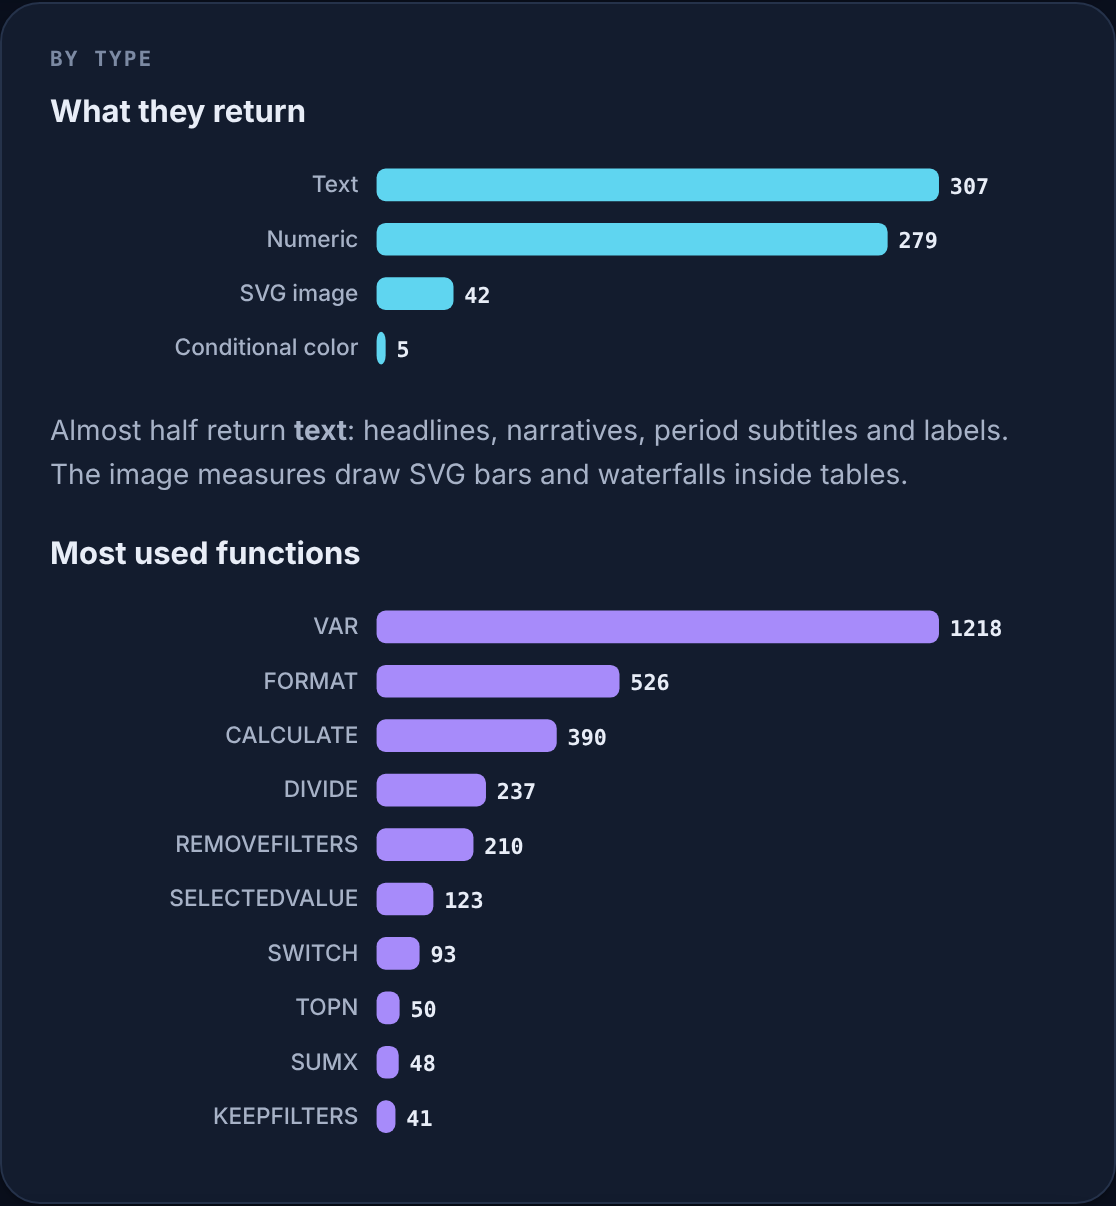 BY TYPE
What they return
Text 307
Numeric 279
SVG image 42
Conditional color 5
Almost half return text: headlines, narratives, period subtitles and labels.
The image measures draw SVG bars and waterfalls inside tables.
Most used functions
VAR 1218
FORMAT 526
CALCULATE 390
DIVIDE 237
REMOVEFILTERS 210
SELECTEDVALUE 123
SWITCH 93
TOPN 50
SUMX 48
KEEPFILTERS 41